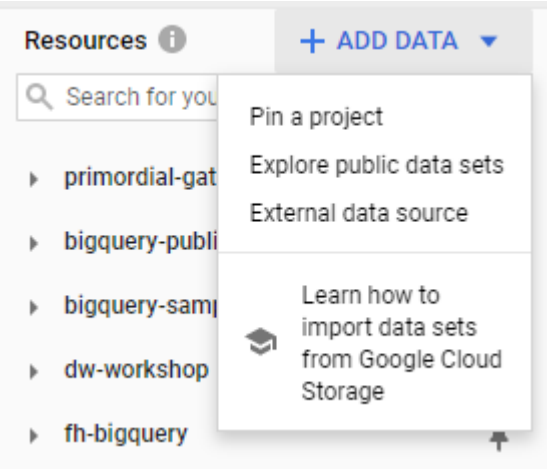 Resources
+ ADD DATA
Search for you
Pin a project
Explore public data sets
External data source
Learn how to
import data sets
from Google Cloud
Storage
primordial-gat
bigquery-publi
bigquery-samp
dw-workshop
fh-bigquery